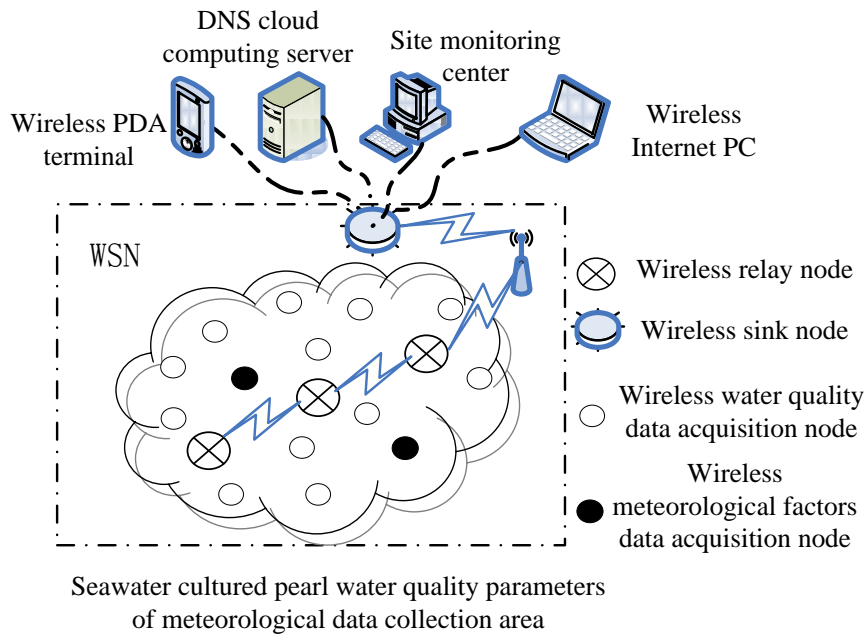 DNS cloud
computing server
Site monitoring
center
Wireless PDA
terminal
Wireless
Internet PC
WSN
Wireless relay node
Wireless sink node
Wireless water quality
data acquisition node
Wireless
meteorological factors
data acquisition node
Seawater cultured pearl water quality parameters
of meteorological data collection area